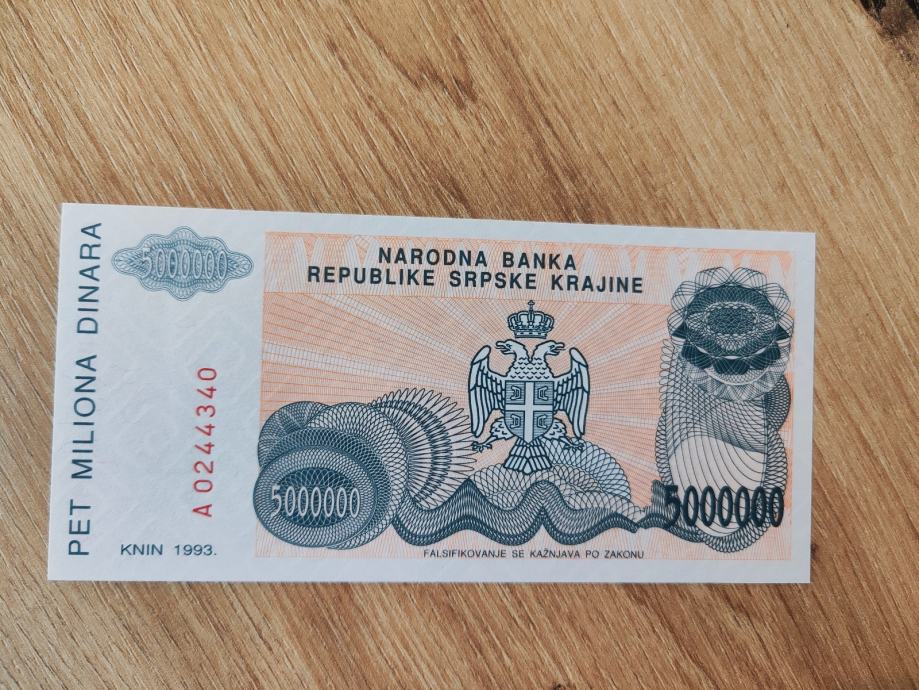 PET MILIONA DINARA
5000000
A 0244340
KNIN 1993.
NARODNA BANKA
REPUBLIKE SRPSKE KRAJINE
5000000
5000000
FALSIFIKOVANJE SE KAŽNJAVA PO ZAKONU